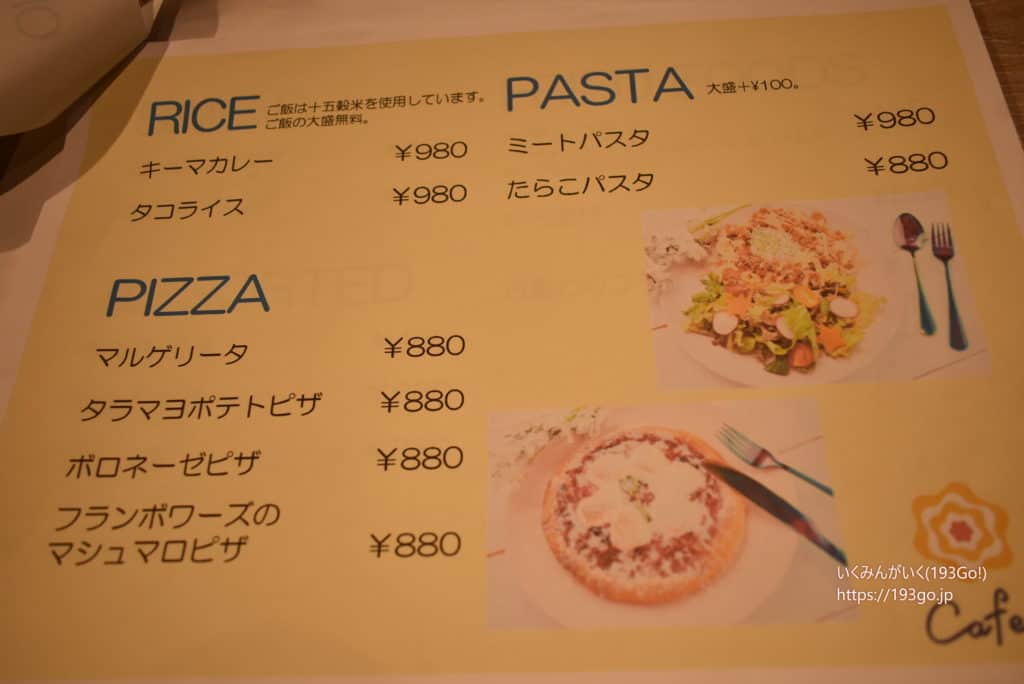 RICE
ご飯は十五穀米を使用しています。
ご飯の大盛無料。
キーマカレー ￥980
タコライス ￥980
PIZZA
マルゲリータ ￥880
タラマヨポテトピザ ￥880
ボロネーゼピザ ￥880
フランボワーズの
マシュマロピザ ￥880
PASTA 大盛＋¥100。
ミートパスタ ￥980
たらこパスタ ￥880
いくみんがいく(193Go!)
https://193go.jp
Cafe